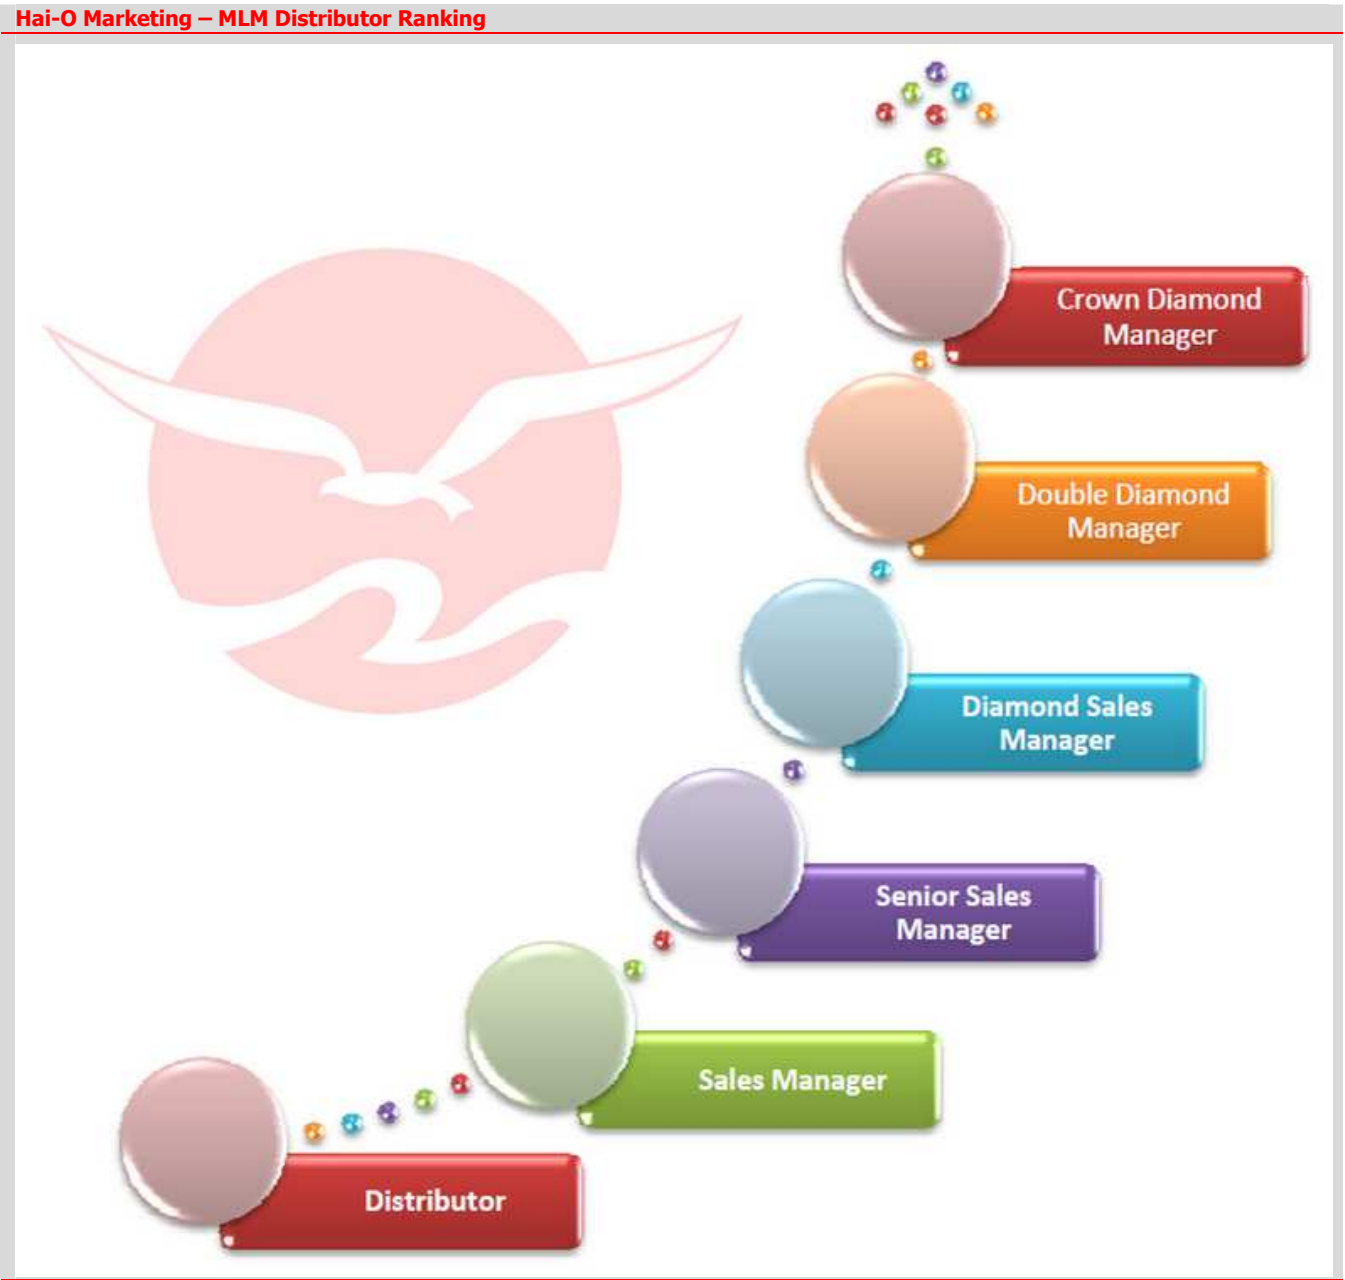 Hai-O Marketing – MLM Distributor Ranking
Crown Diamond
Manager
Double Diamond
Manager
Diamond Sales
Manager
Senior Sales
Manager
Sales Manager
Distributor